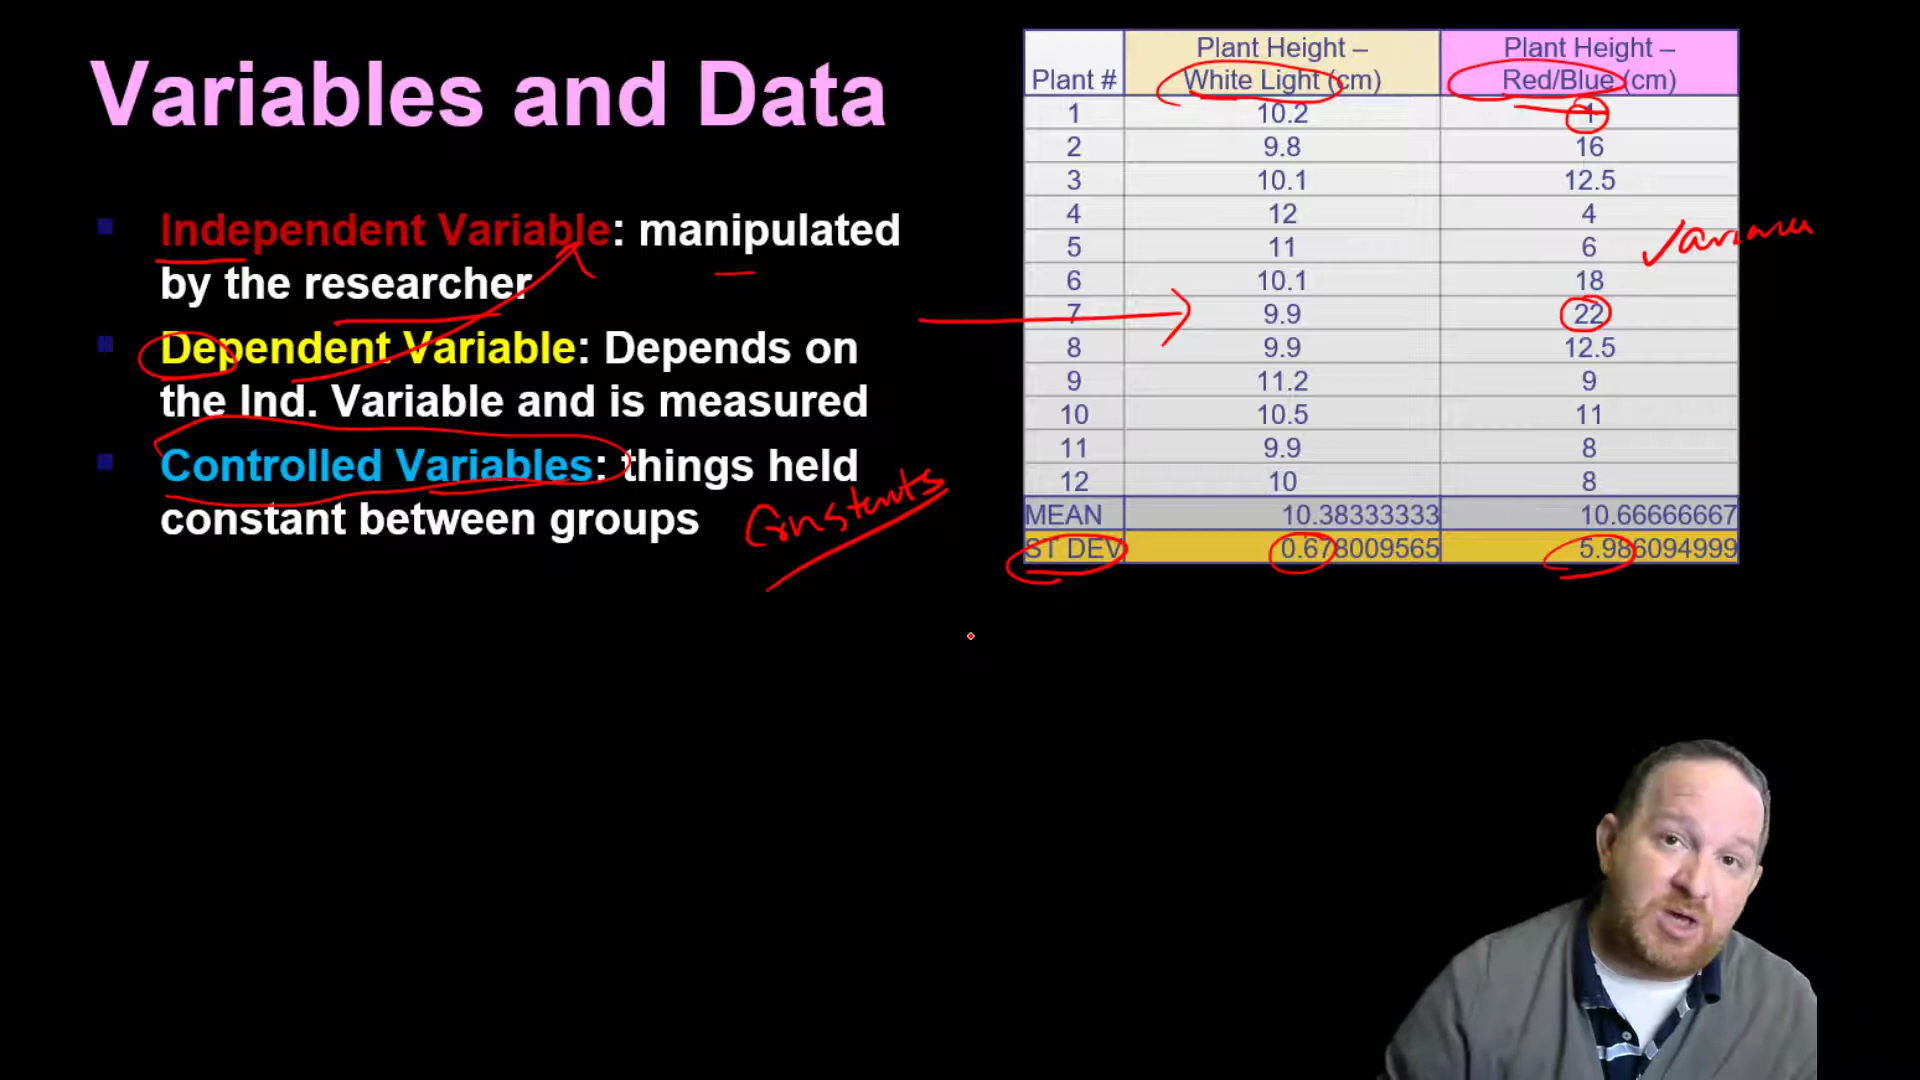 Variables and Data
Independent Variable: manipulated
by the researcher
Dependent Variable: Depends on
the Ind. Variable and is measured
Controlled Variables: things held
constant between groups
Constants
Plant # Plant Height – White Light (cm) Plant Height – Red/Blue (cm)
1 10.2 1
2 9.8 16
3 10.1 12.5
4 12 4
5 11 6
6 10.1 18
7 9.9 22
8 9.9 12.5
9 11.2 9
10 10.5 11
11 9.9 8
12 10 8
MEAN 10.38333333 10.66666667
ST DEV 0.678009565 5.986094999